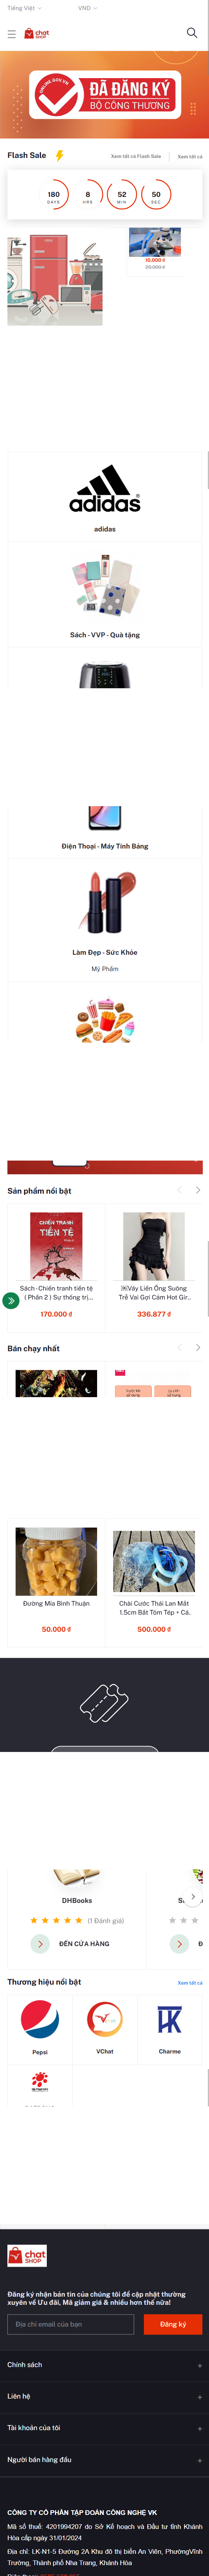 Tiếng Việt
VND
chat
SHOP
ONLINE.GOV.VN
ĐÃ ĐĂNG KÝ
BỘ CÔNG THƯƠNG
Flash Sale
Xem tất cả Flash Sale
Xem tất cả
180
DAYS
8
HRS
52
MIN
50
SEC
10.000 ₫
20.000 ₫
adidas
adidas
Sách - VVP - Quà tặng
Điện Thoại - Máy Tính Bảng
Làm Đẹp - Sức Khỏe
Mỹ Phẩm
Sản phẩm nổi bật
CHIẾN TRANH
TIỀN TỆ
Sách - Chiến tranh tiền tệ
( Phần 2 ) Sự thống trị...
170.000 ₫
Váy Liền Ống Suông
Trễ Vai Gợi Cảm Hot Gir...
336.877 ₫
Bán chạy nhất
Đường Mía Bình Thuận
50.000 ₫
Chài Cước Thái Lan Mắt
1.5cm Bắt Tôm Tép + Cá...
500.000 ₫
DHBooks
(1 Đánh giá)
ĐẾN CỬA HÀNG
Thương hiệu nổi bật
Xem tất cả
Pepsi
VChat
Charme
chat
SHOP
Đăng ký nhận bản tin của chúng tôi để cập nhật thường
xuyên về Ưu đãi, Mã giảm giá & nhiều hơn thế nữa!
Địa chỉ email của bạn
Đăng ký
Chính sách
+
Liên hệ
+
Tài khoản của tôi
+
Người bán hàng đầu
+
CÔNG TY CỔ PHẦN TẬP ĐOÀN CÔNG NGHỆ VK
Mã số thuế: 4201994207 do Sở Kế hoạch và Đầu tư tỉnh Khánh
Hòa cấp ngày 31/01/2024
Địa chỉ: LK-N1-5 Đường 2A Khu đô thị biển An Viên, PhườngVĩnh
Trường, Thành phố Nha Trang, Khánh Hòa